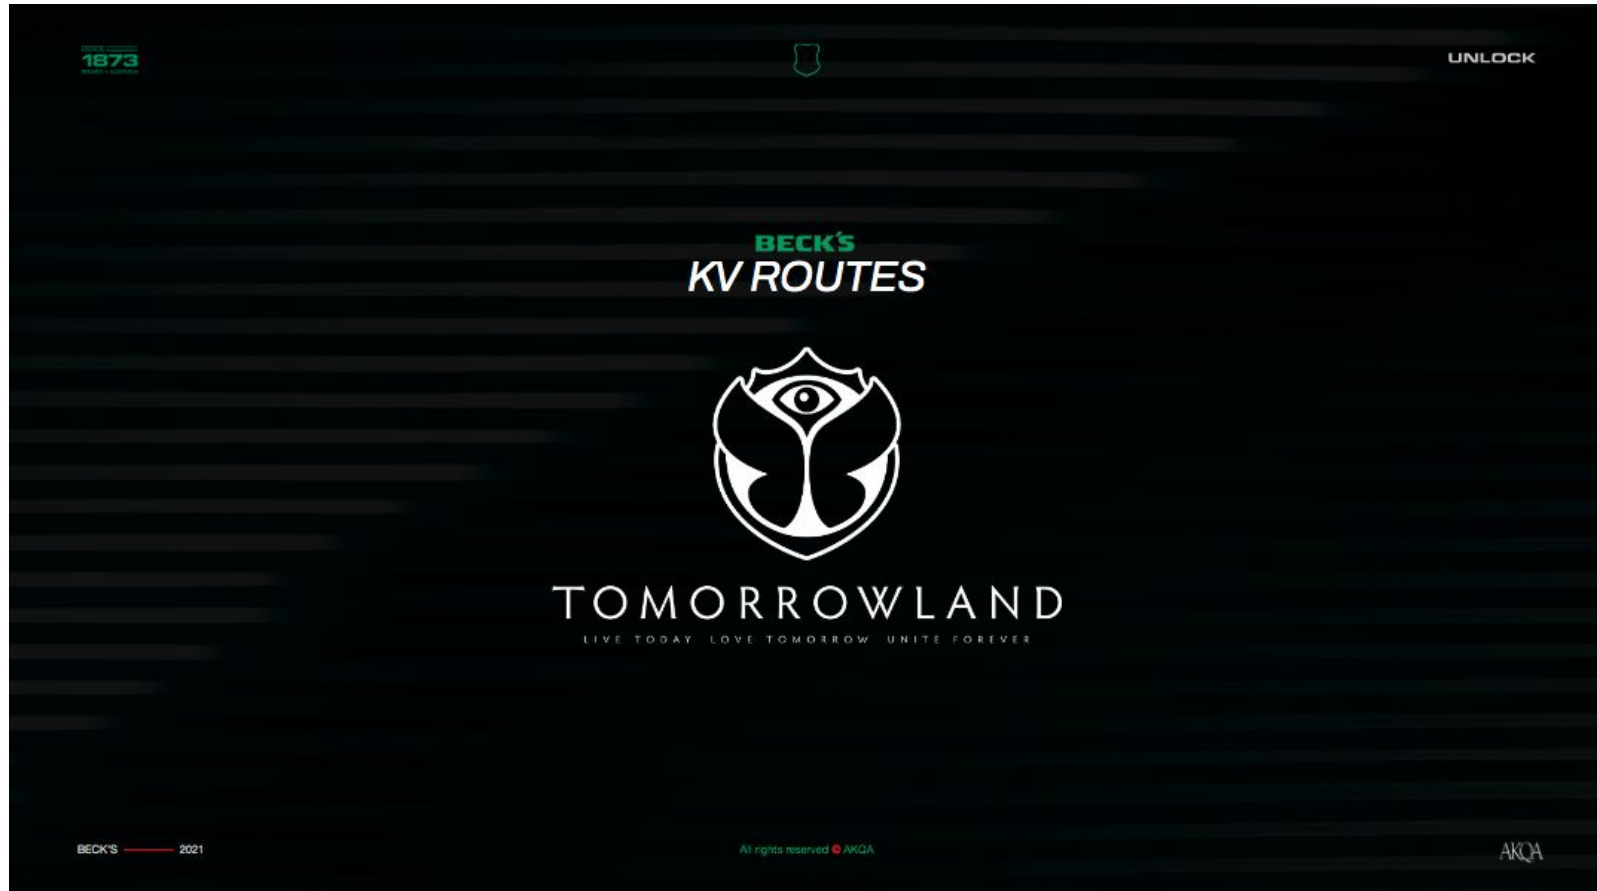 1873
UNLOCK
BECK'S
KV ROUTES
TOMORROWLAND
LIVE TODAY LOVE TOMORROW UNITE FOREVER
BECK'S 2021
All rights reserved © AKQA
AKQA